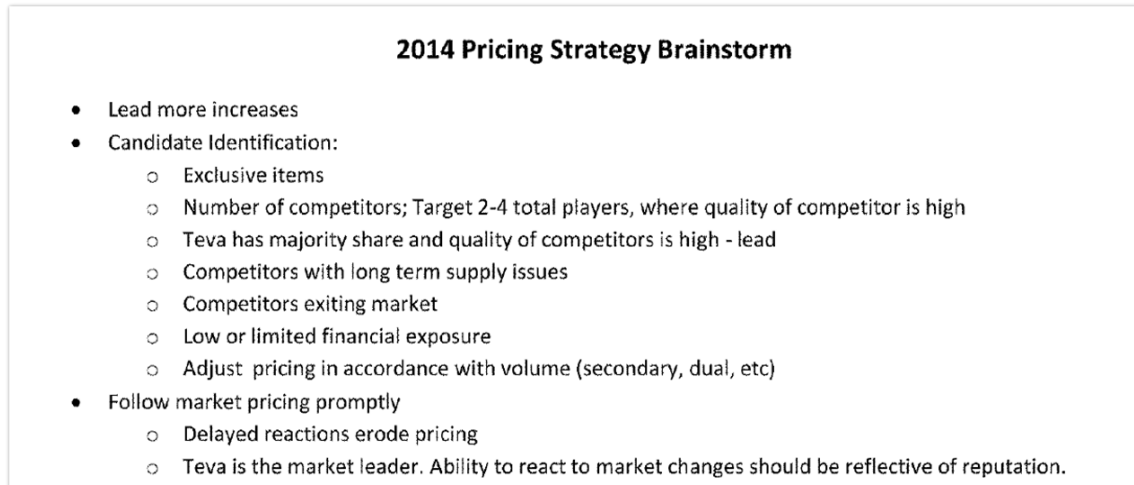 2014 Pricing Strategy Brainstorm
• Lead more increases
• Candidate Identification:
○ Exclusive items
○ Number of competitors; Target 2-4 total players, where quality of competitor is high
○ Teva has majority share and quality of competitors is high - lead
○ Competitors with long term supply issues
○ Competitors exiting market
○ Low or limited financial exposure
○ Adjust pricing in accordance with volume (secondary, dual, etc)
• Follow market pricing promptly
○ Delayed reactions erode pricing
○ Teva is the market leader. Ability to react to market changes should be reflective of reputation.